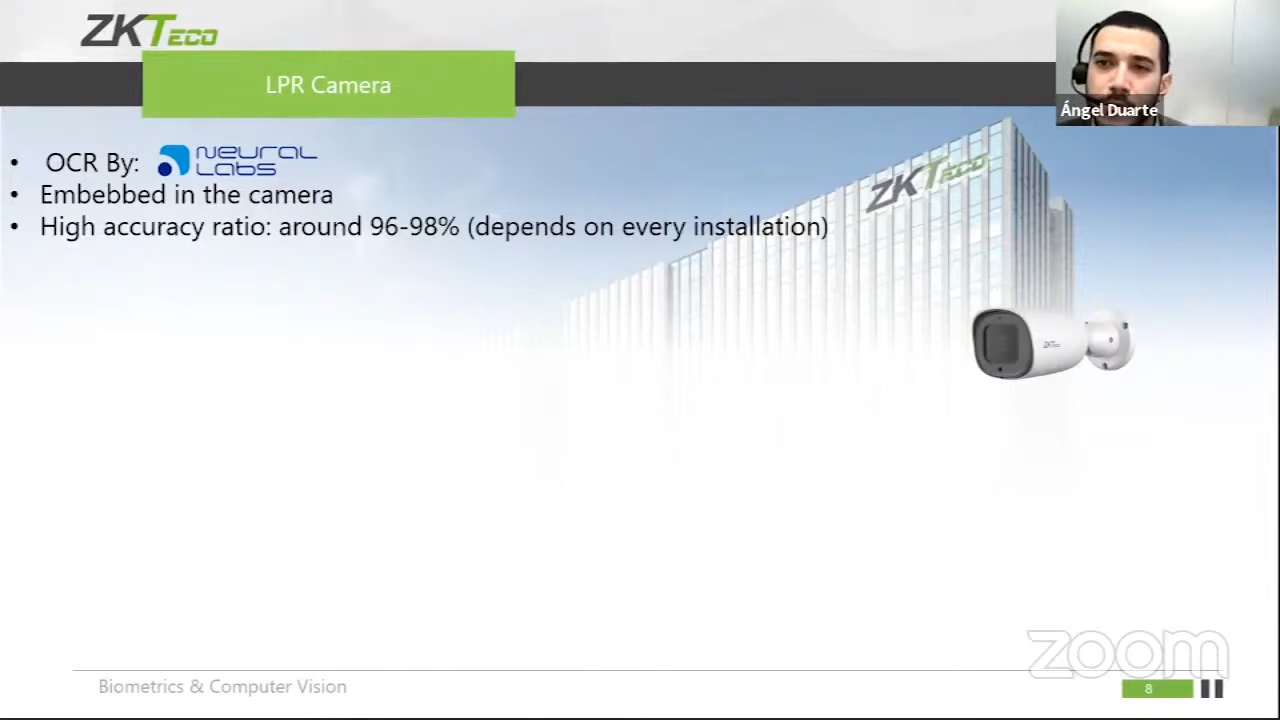 ZKTECO
LPR Camera
Ángel Duarte
• OCR By: Neural Labs
• Embebbed in the camera
• High accuracy ratio: around 96-98% (depends on every installation)
ZKTECO
ZKTECO
zoom
Biometrics & Computer Vision
8